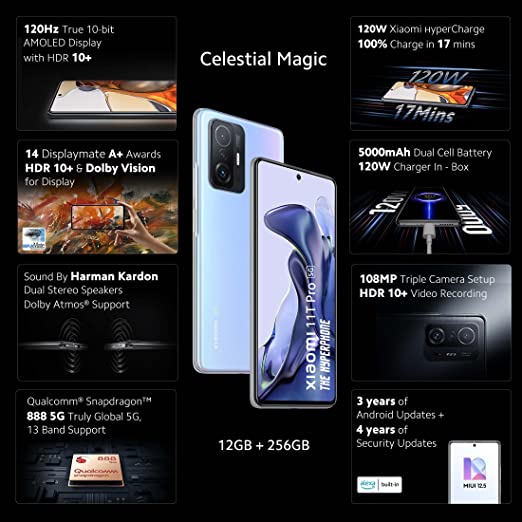 120Hz True 10-bit
AMOLED Display
with HDR 10+
14 Displaymate A+ Awards
HDR 10+ & Dolby Vision
for Display
Sound By Harman Kardon
Dual Stereo Speakers
Dolby Atmos® Support
Qualcomm® Snapdragon™
888 5G Truly Global 5G,
13 Band Support
888
Qualcomm
snapdragon
Celestial Magic
XIAOMI
Xiaomi 11T Pro 5G
THE HYPERPHONE
12GB + 256GB
120W Xiaomi HyperCharge
100% Charge in 17 mins
120W
17Mins
5000mAh Dual Cell Battery
120W Charger In - Box
120W
5000
108MP Triple Camera Setup
HDR 10+ Video Recording
3 years of
Android Updates +
4 years of
Security Updates
alexa built-in
MIUI 12.5